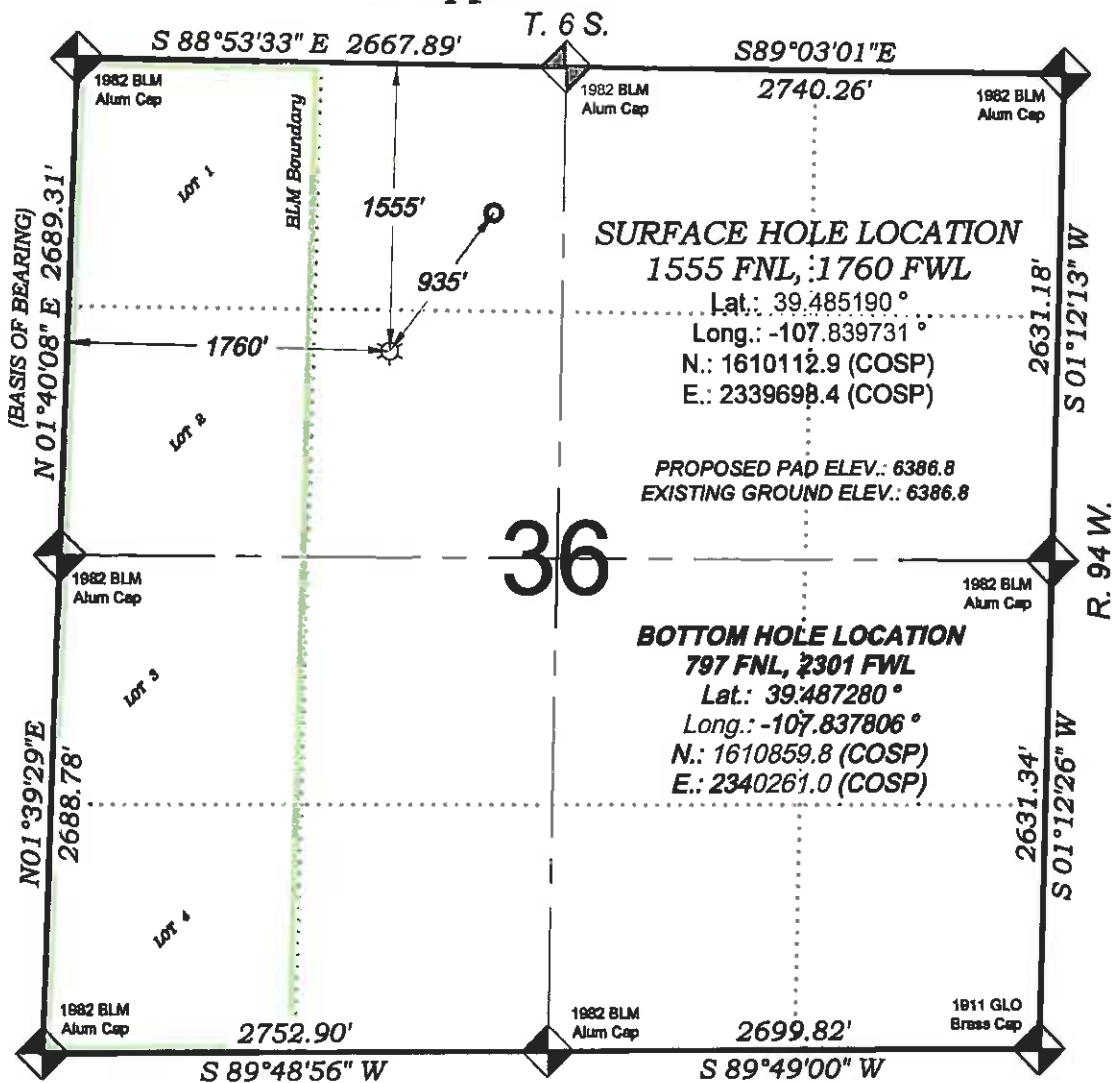 T. 6 S.
S 88°53'33" E 2667.89'
S89°03'01"E
2740.26'
1982 BLM
Alum Cap
1982 BLM
Alum Cap
1982 BLM
Alum Cap
BLM Boundary
LOT 1
(BASIS OF BEARING)
N 01°40'08" E 2689.31'
1555'
935'
1760'
LOT 2
SURFACE HOLE LOCATION
1555 FNL, 1760 FWL
Lat.: 39.485190 °
Long.: -107.839731 °
N.: 1610112.9 (COSP)
E.: 2339698.4 (COSP)
2631.18'
S 01°12'13" W
PROPOSED PAD ELEV.: 6386.8
EXISTING GROUND ELEV.: 6386.8
R. 94 W.
36
1982 BLM
Alum Cap
1982 BLM
Alum Cap
BOTTOM HOLE LOCATION
797 FNL, 2301 FWL
Lat.: 39.487280 °
Long.: -107.837806 °
N.: 1610859.8 (COSP)
E.: 2340261.0 (COSP)
LOT 3
N01°39'29"E
2688.78'
2631.34'
S 01°12'26" W
LOT 4
1982 BLM
Alum Cap
1982 BLM
Alum Cap
1911 GLO
Brass Cap
2752.90'
S 89°48'56" W
2699.82'
S 89°49'00" W